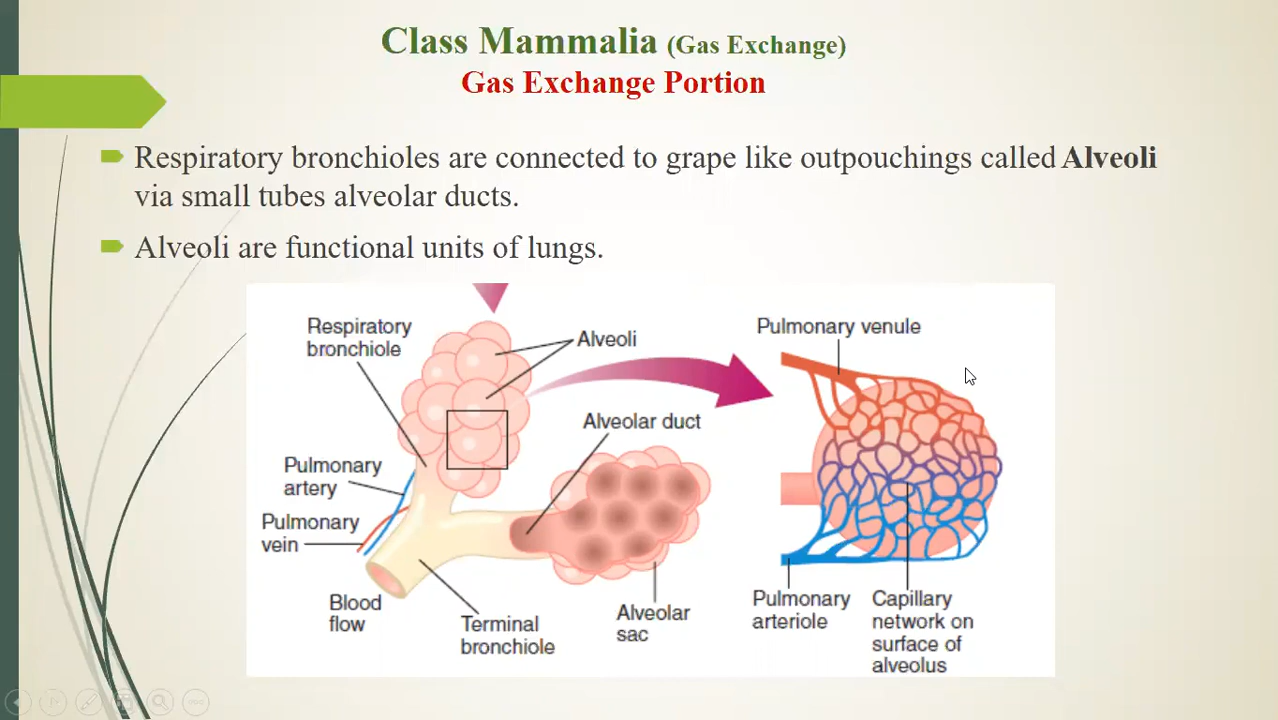 Class Mammalia (Gas Exchange)
Gas Exchange Portion
Respiratory bronchioles are connected to grape like outpouchings called Alveoli
via small tubes alveolar ducts.
Alveoli are functional units of lungs.
Respiratory
bronchiole
Alveoli
Pulmonary venule
Alveolar duct
Pulmonary
artery
Pulmonary
vein
Blood
flow
Terminal
bronchiole
Alveolar
sac
Pulmonary
arteriole
Capillary
network on
surface of
alveolus